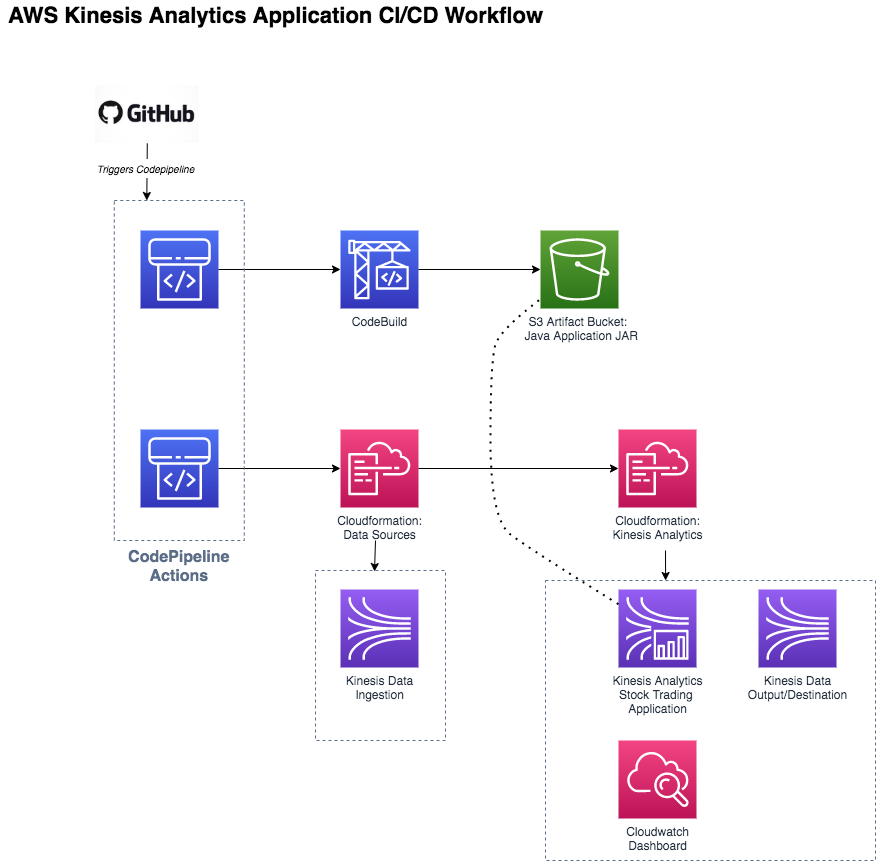 AWS Kinesis Analytics Application CI/CD Workflow
GitHub
Triggers Codepipeline
</>
</>
CodeBuild
S3 Artifact Bucket:
Java Application JAR
</>
Cloudformation:
Data Sources
Cloudformation:
Kinesis Analytics
CodePipeline
Actions
Kinesis Data
Ingestion
Kinesis Analytics
Stock Trading
Application
Kinesis Data
Output/Destination
Cloudwatch
Dashboard